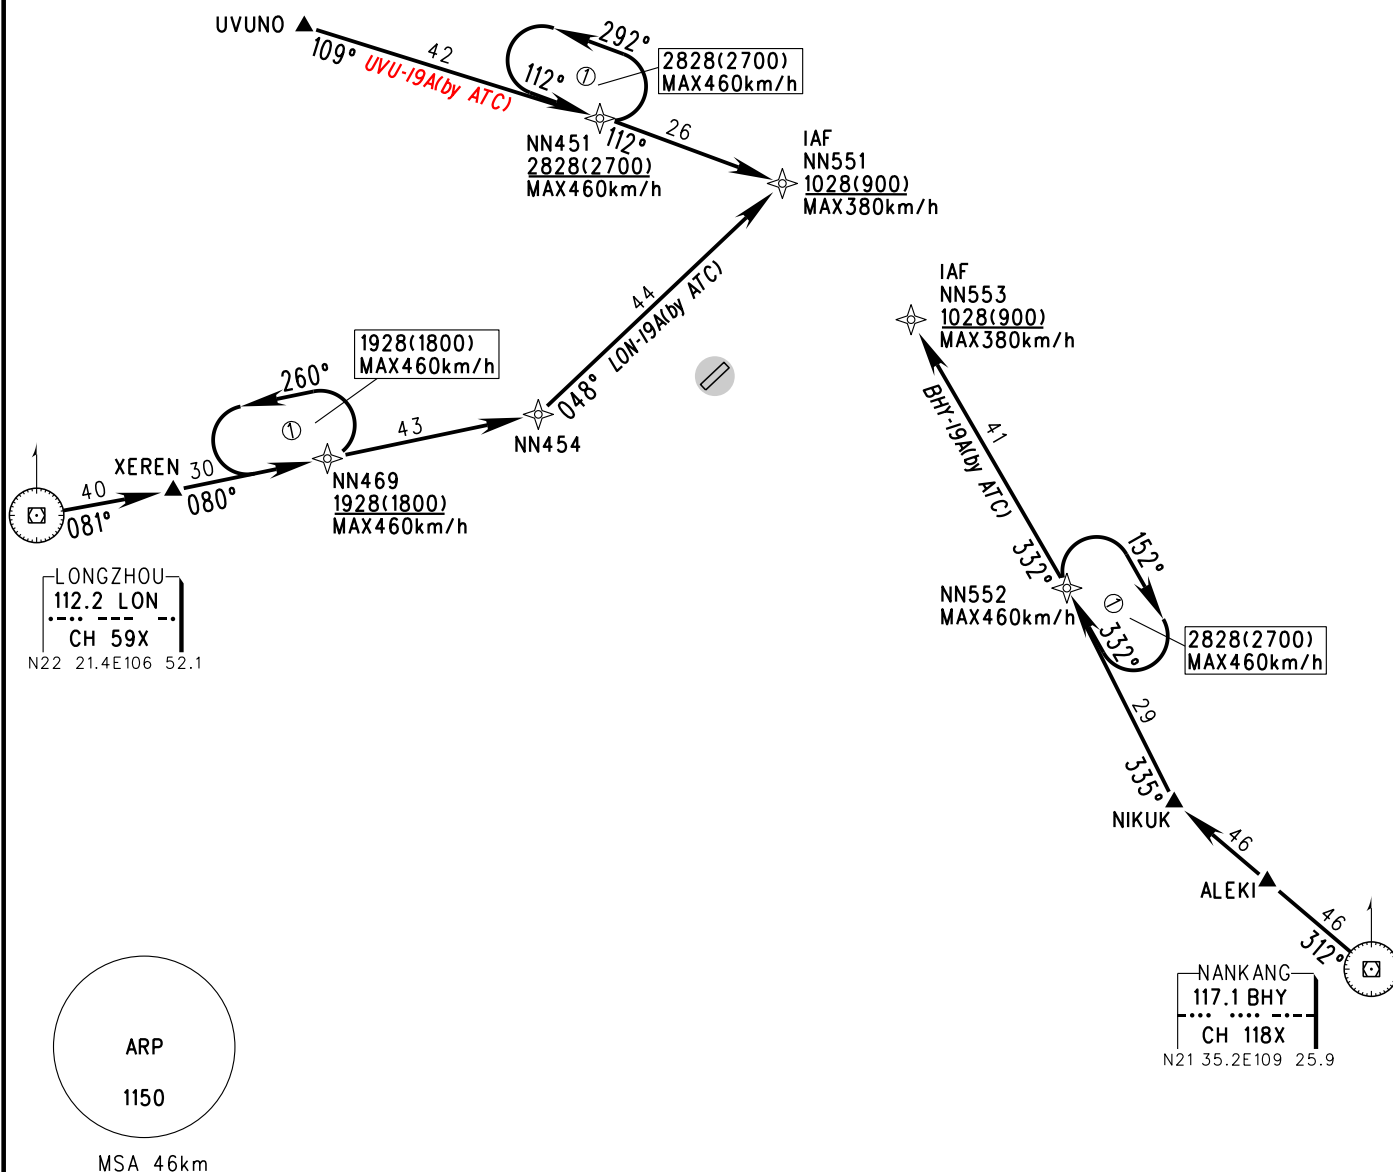 UVUNO
109°
42
UVU-19A(by ATC)
292°
112°
1
2828(2700)
MAX460km/h
NN451
2828(2700)
MAX460km/h
112°
26
IAF
NN551
1028(900)
MAX380km/h
IAF
NN553
1028(900)
MAX380km/h
44
LON-19A(by ATC)
048°
1928(1800)
MAX460km/h
260°
1
43
NN454
XEREN
30
080°
NN469
1928(1800)
MAX460km/h
40
081°
LONGZHOU
112.2 LON
·−·· −−− −·
CH 59X
N22 21.4E106 52.1
BHY-19A(by ATC)
41
332°
152°
NN552
MAX460km/h
1
332°
2828(2700)
MAX460km/h
29
335°
NIKUK
46
ALEKI
46
312°
NANKANG
117.1 BHY
−··· ···· −·−−
CH 118X
N21 35.2E109 25.9
ARP
1150
MSA 46km